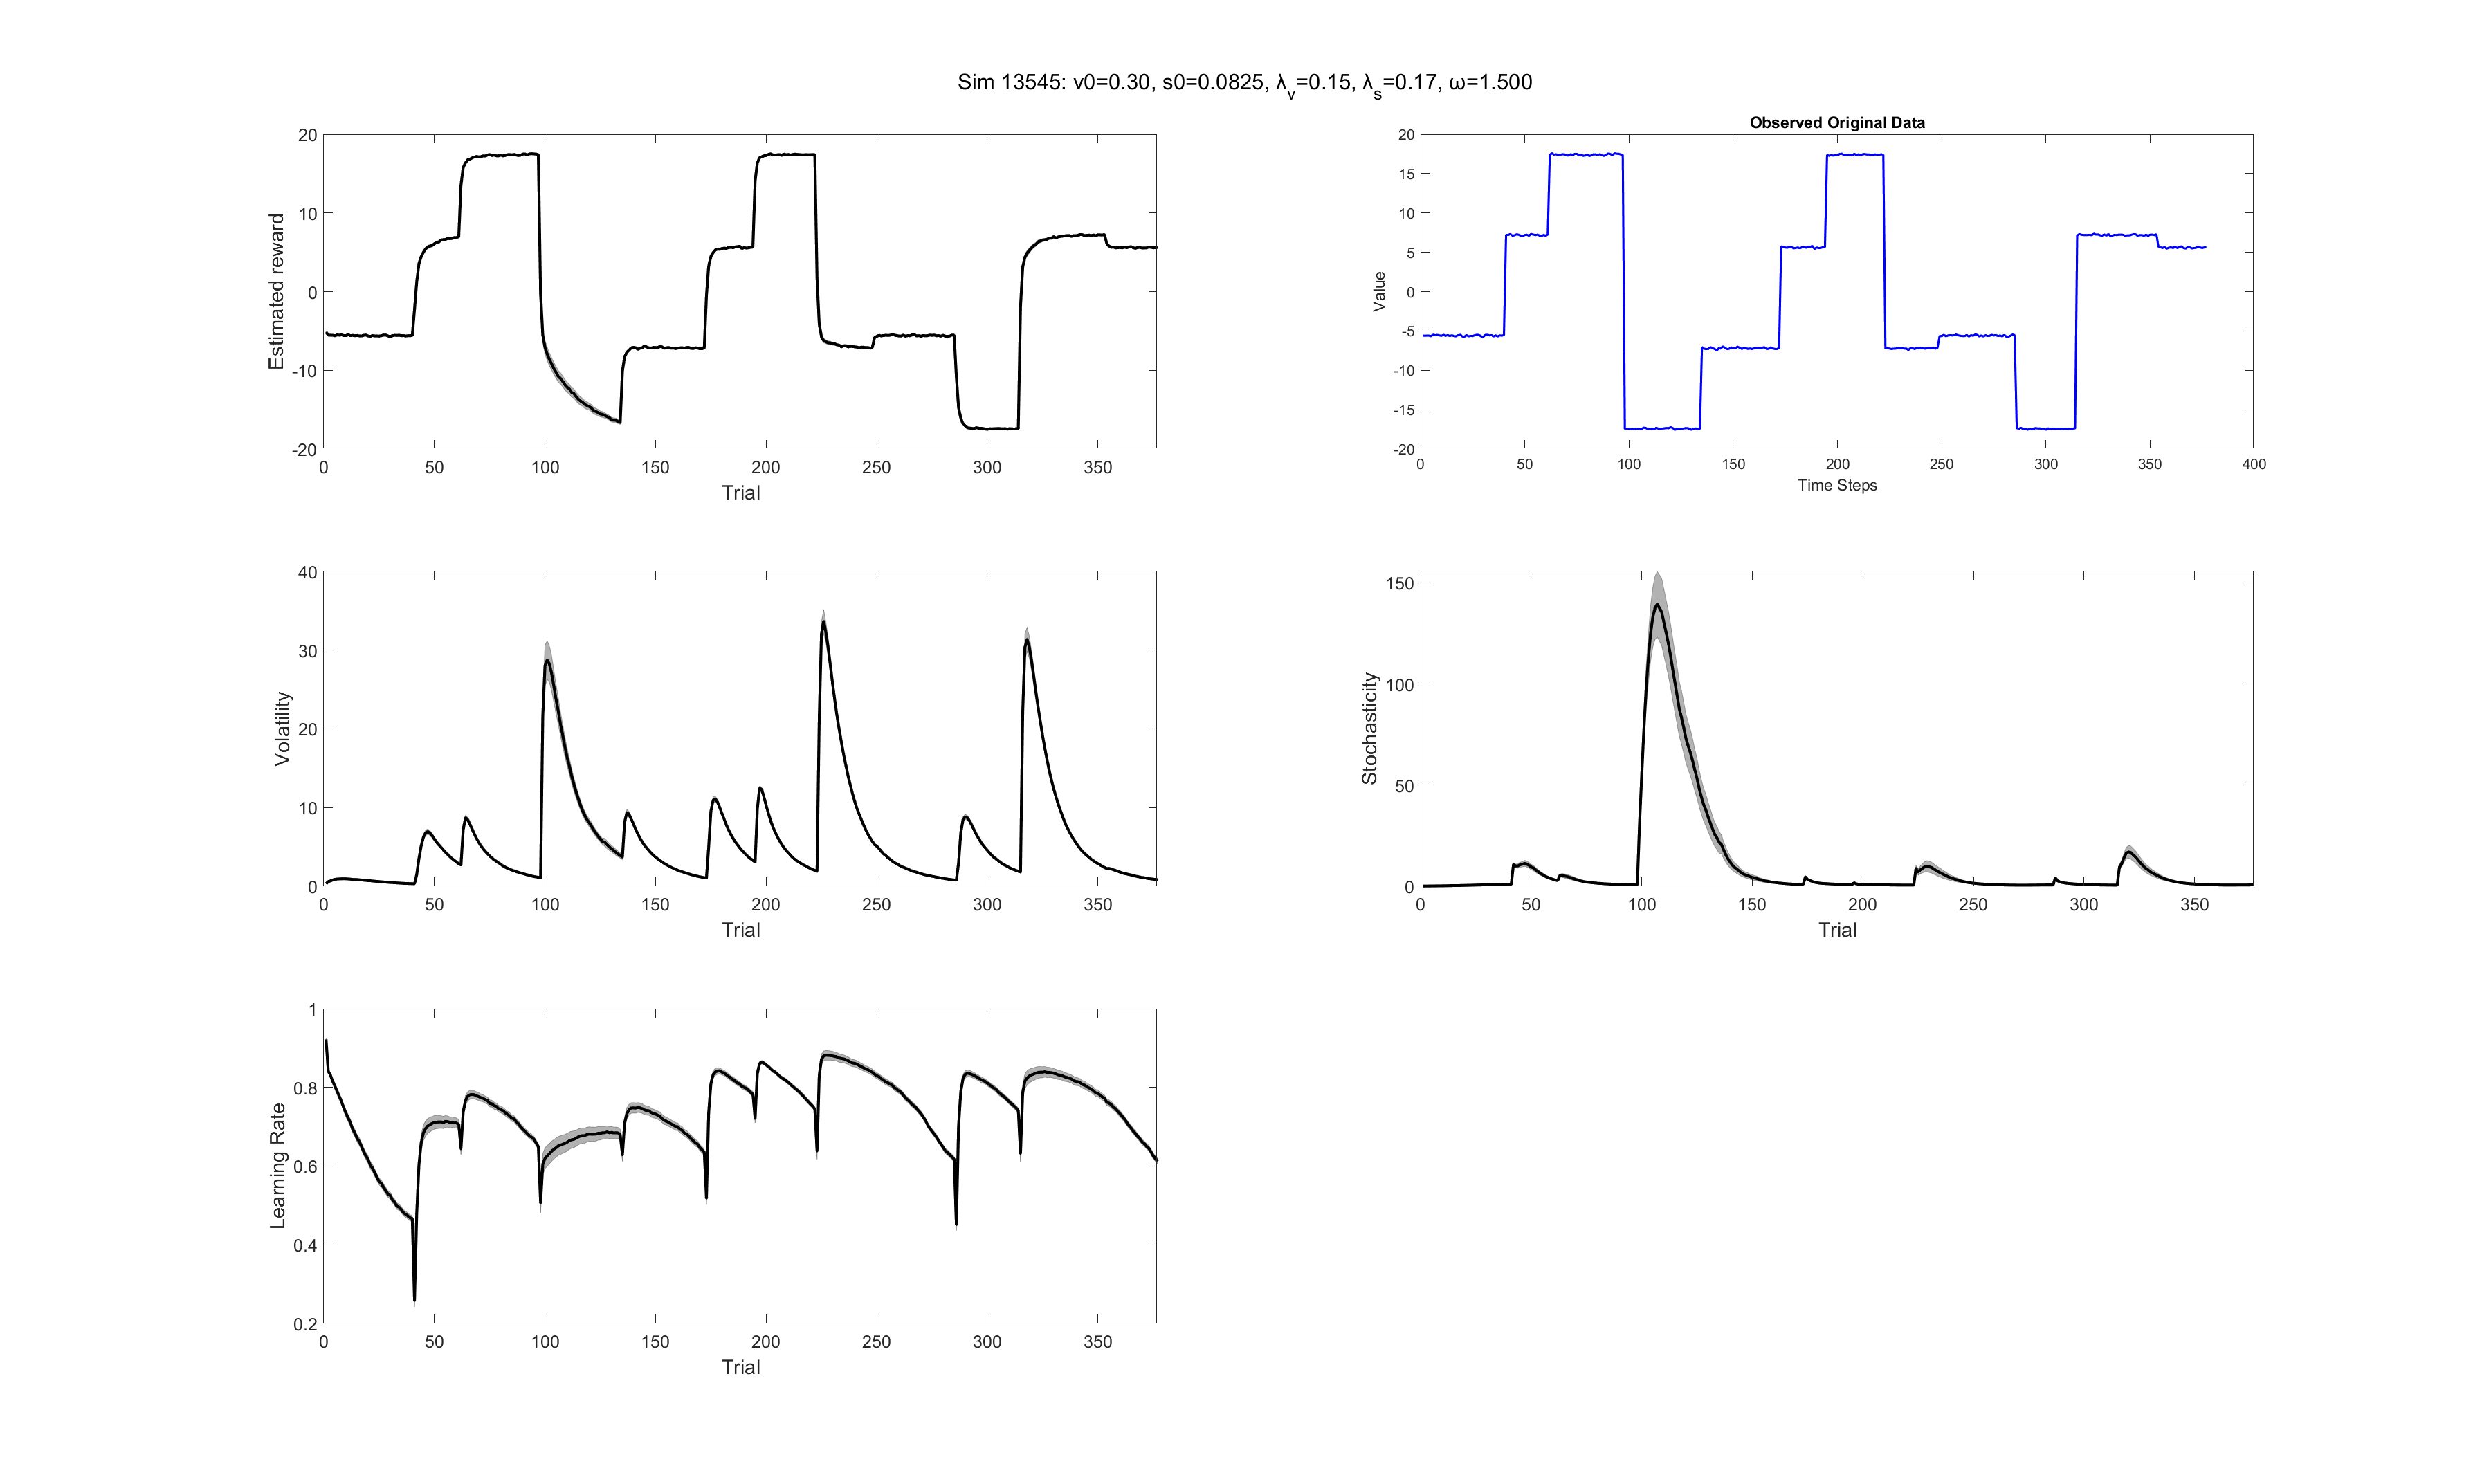 Sim 13545: v0=0.30, s0=0.0825, λv=0.15, λs=0.17, ω=1.500
Estimated reward
20
10
0
-10
-20
0 50 100 150 200 250 300 350
Trial
Observed Original Data
Value
20
15
10
5
0
-5
-10
-15
-20
0 50 100 150 200 250 300 350 400
Time Steps
Volatility
40
30
20
10
0
0 50 100 150 200 250 300 350
Trial
Stochasticity
150
100
50
0
0 50 100 150 200 250 300 350
Trial
Learning Rate
1
0.8
0.6
0.4
0.2
0 50 100 150 200 250 300 350
Trial